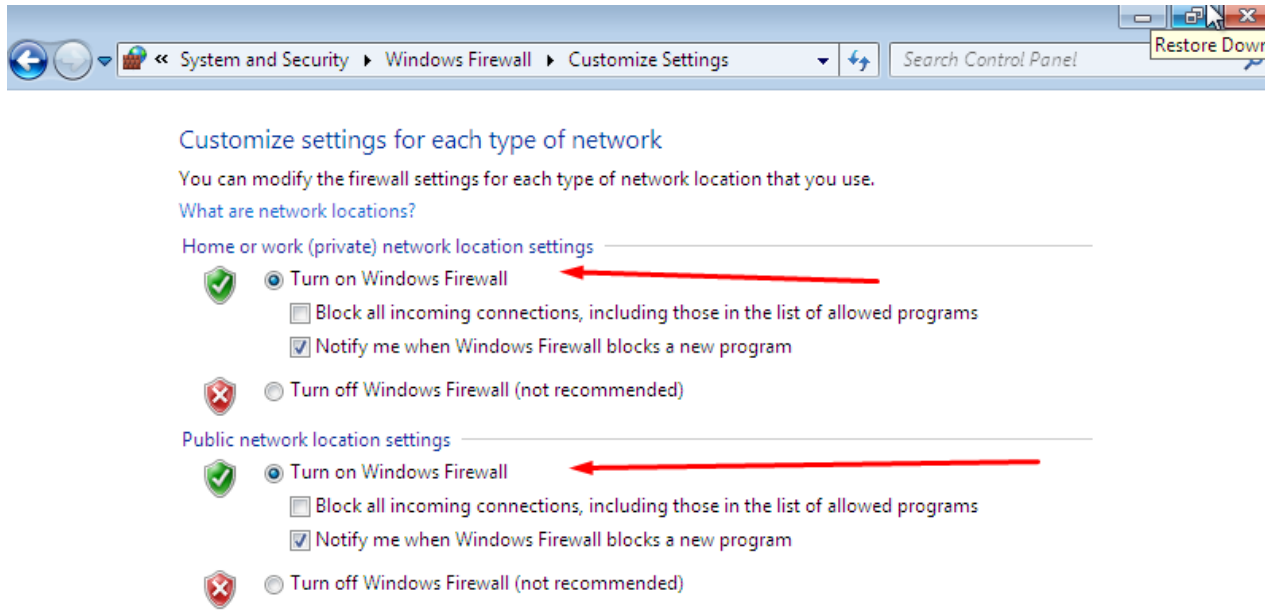 Restore Down
« System and Security ▸ Windows Firewall ▸ Customize Settings
Search Control Panel
Customize settings for each type of network
You can modify the firewall settings for each type of network location that you use.
What are network locations?
Home or work (private) network location settings
Turn on Windows Firewall
Block all incoming connections, including those in the list of allowed programs
Notify me when Windows Firewall blocks a new program
Turn off Windows Firewall (not recommended)
Public network location settings
Turn on Windows Firewall
Block all incoming connections, including those in the list of allowed programs
Notify me when Windows Firewall blocks a new program
Turn off Windows Firewall (not recommended)